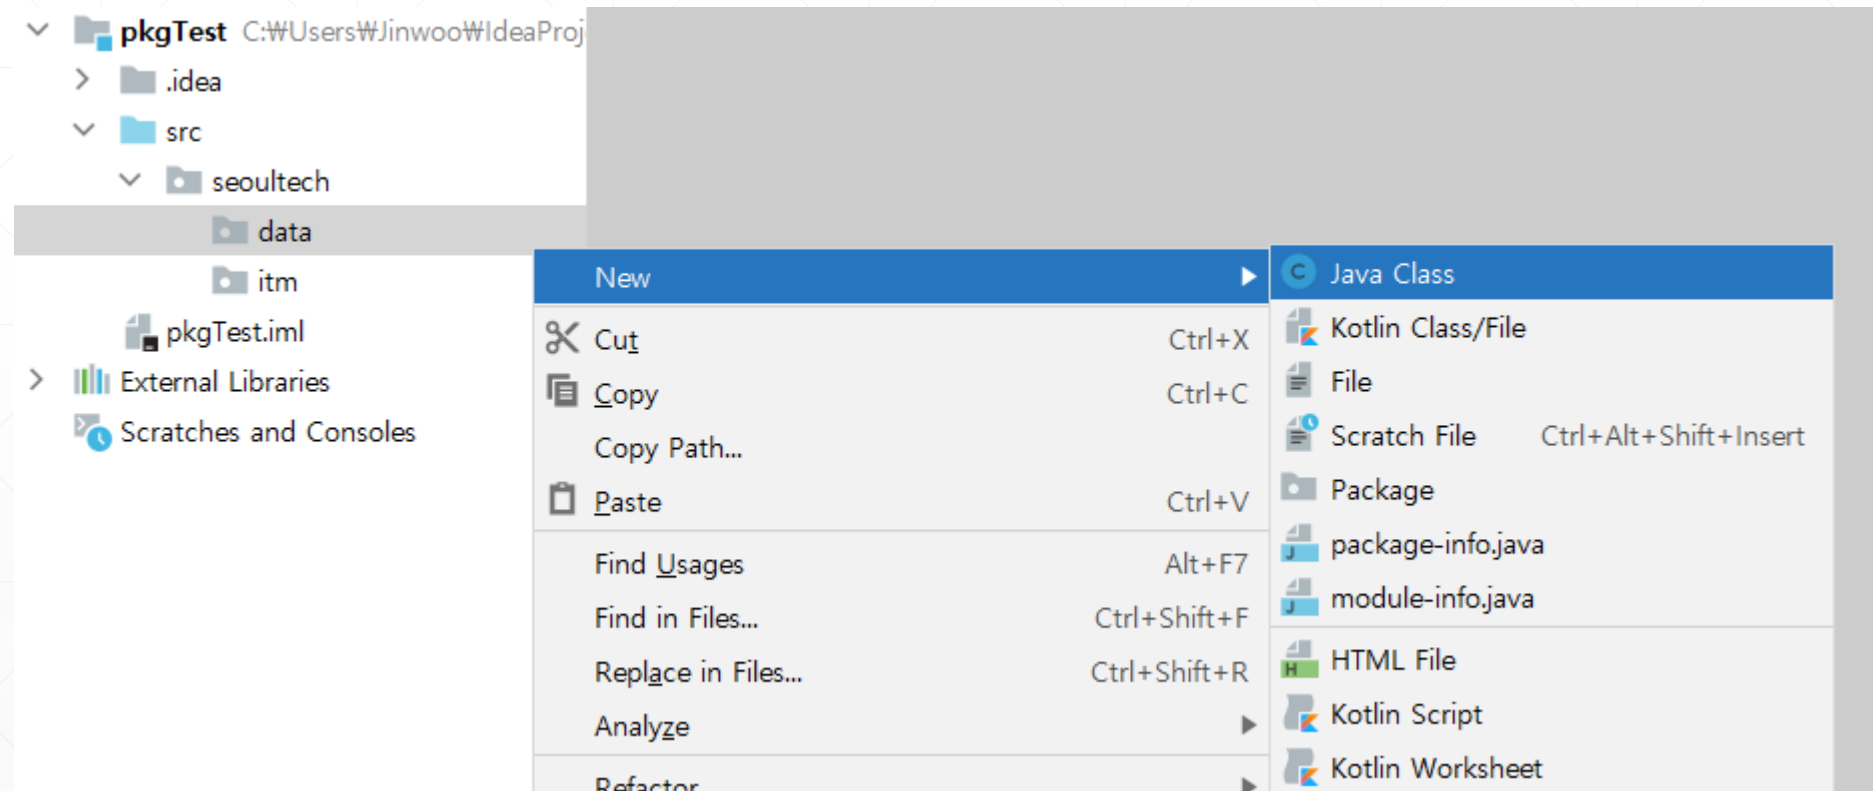 pkgTest C:₩Users₩Jinwoo₩IdeaProj
.idea
src
seoultech
data
itm
pkgTest.iml
External Libraries
Scratches and Consoles
New
Cut Ctrl+X
Copy Ctrl+C
Copy Path...
Paste Ctrl+V
Find Usages Alt+F7
Find in Files... Ctrl+Shift+F
Replace in Files... Ctrl+Shift+R
Analyze
Refactor
Java Class
Kotlin Class/File
File
Scratch File Ctrl+Alt+Shift+Insert
Package
package-info.java
module-info.java
HTML File
Kotlin Script
Kotlin Worksheet